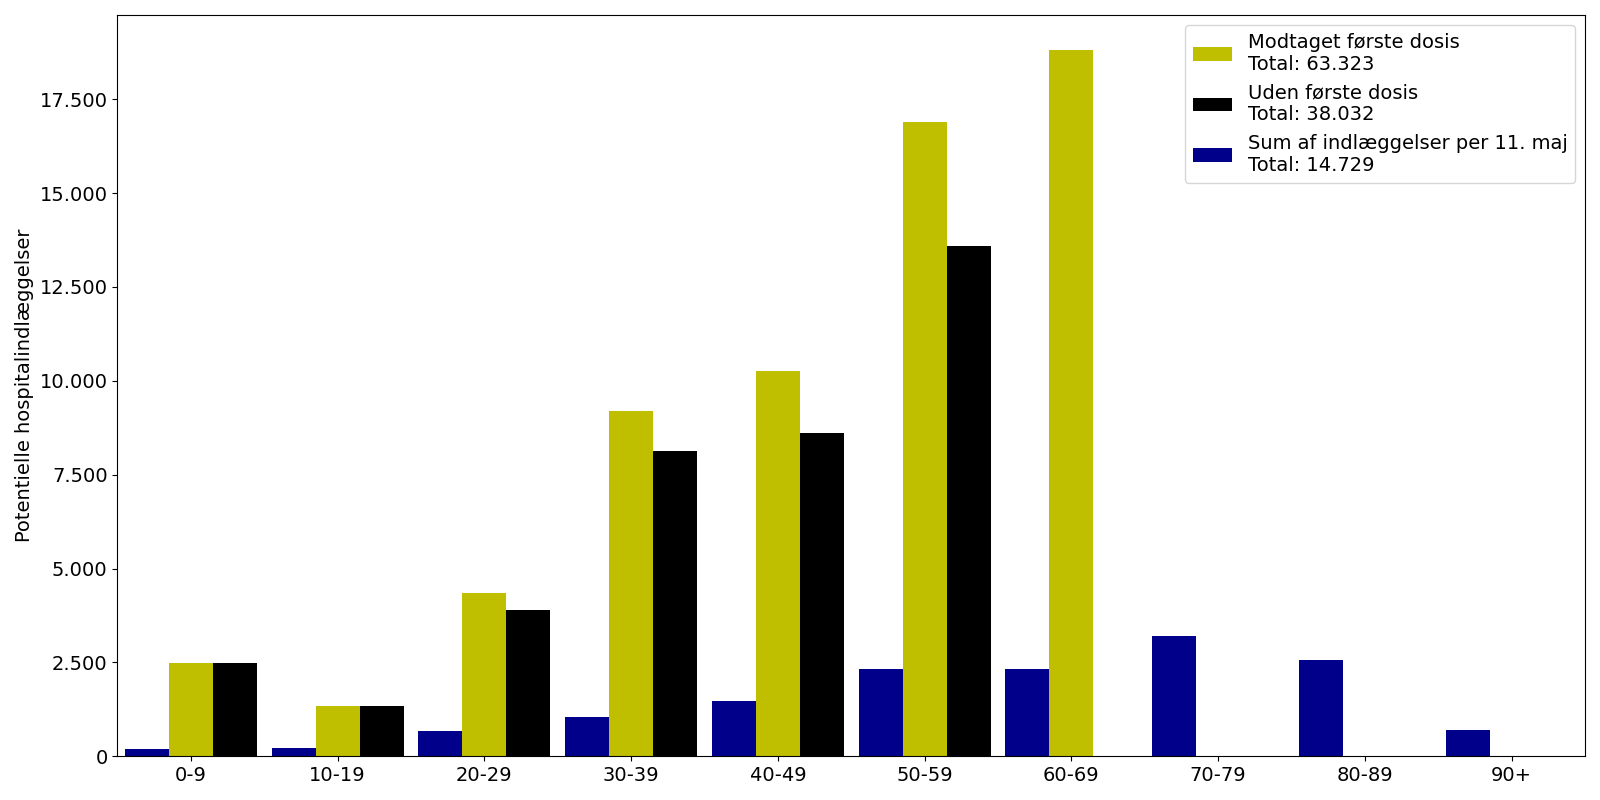 Modtaget første dosis
Total: 63.323
Uden første dosis
Total: 38.032
Sum af indlæggelser per 11. maj
Total: 14.729
Potentielle hospitalindlæggelser
17.500
15.000
12.500
10.000
7.500
5.000
2.500
0
0-9 10-19 20-29 30-39 40-49 50-59 60-69 70-79 80-89 90+